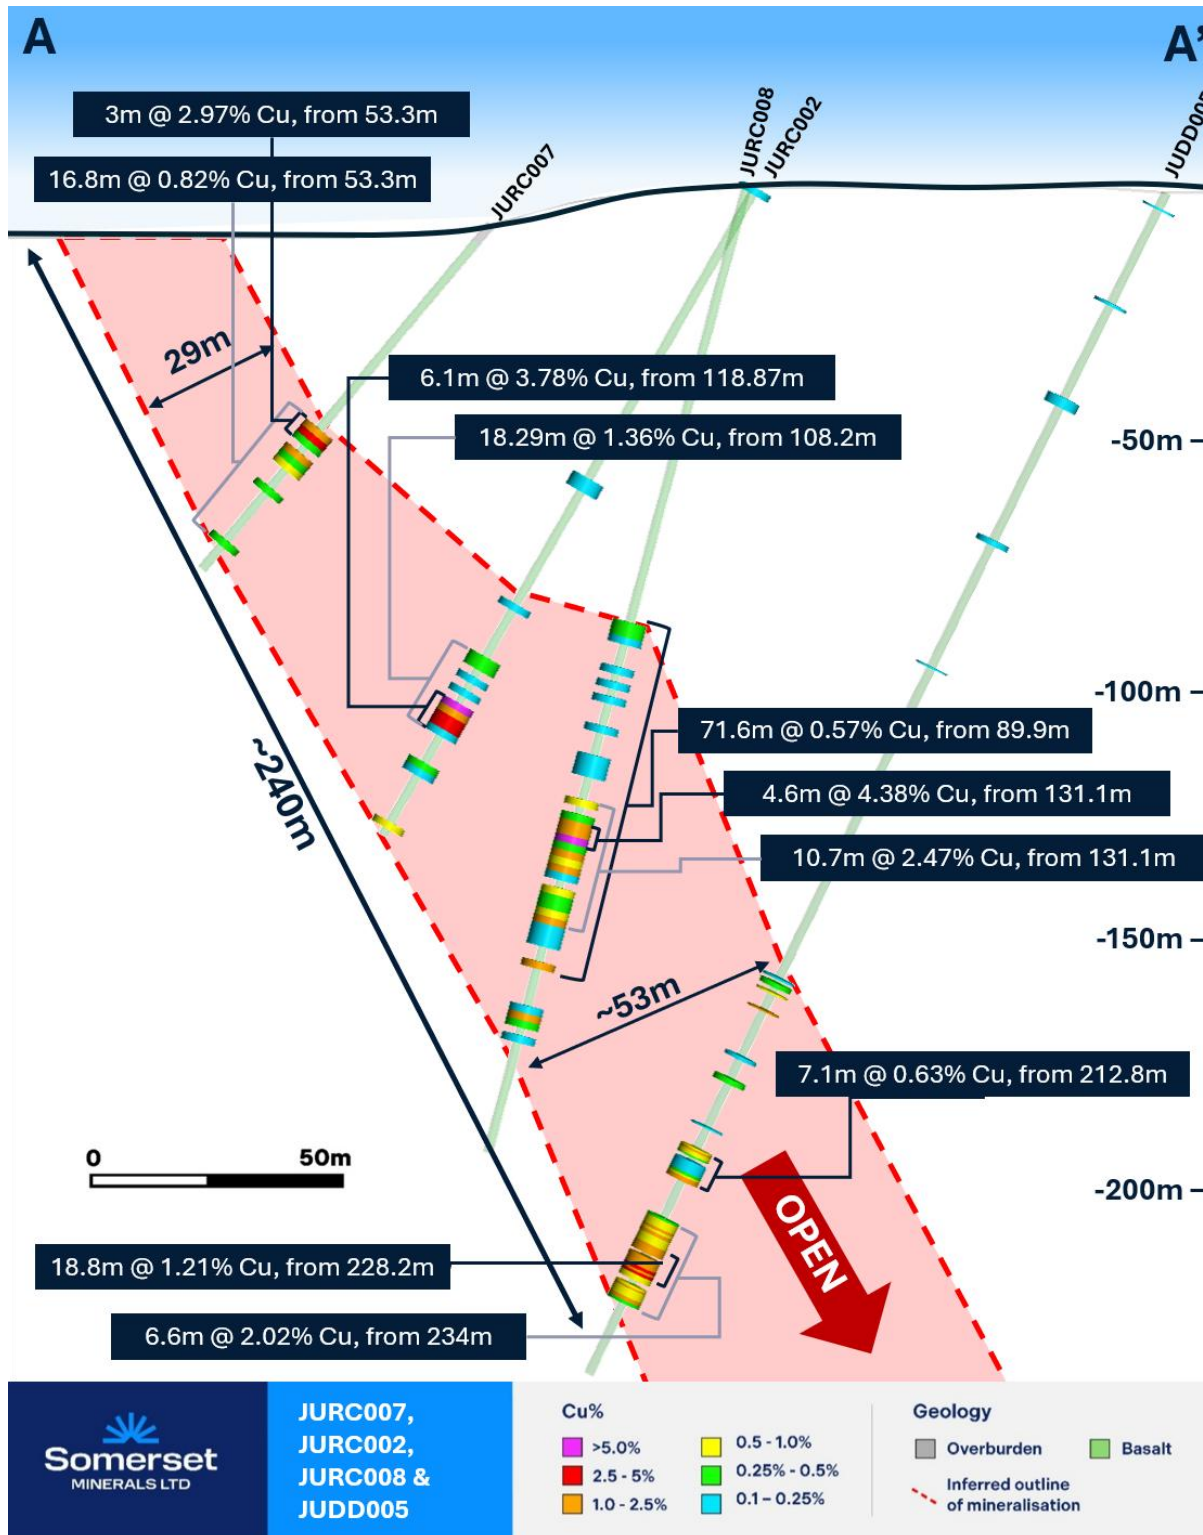 A
A'
3m @ 2.97% Cu, from 53.3m
16.8m @ 0.82% Cu, from 53.3m
JURC007
JURC008
JURC002
JUDD005
29m
6.1m @ 3.78% Cu, from 118.87m
18.29m @ 1.36% Cu, from 108.2m
-50m
-100m
71.6m @ 0.57% Cu, from 89.9m
4.6m @ 4.38% Cu, from 131.1m
10.7m @ 2.47% Cu, from 131.1m
~240m
-150m
~53m
7.1m @ 0.63% Cu, from 212.8m
0 50m
-200m
OPEN
18.8m @ 1.21% Cu, from 228.2m
6.6m @ 2.02% Cu, from 234m
Somerset
MINERALS LTD
JURC007,
JURC002,
JURC008 &
JUDD005
Cu%
>5.0%
2.5 - 5%
1.0 - 2.5%
0.5 - 1.0%
0.25% - 0.5%
0.1 – 0.25%
Geology
Overburden
Basalt
Inferred outline
of mineralisation